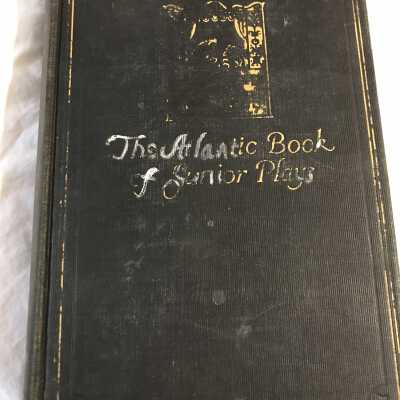 The Atlantic Book
of Junior Plays